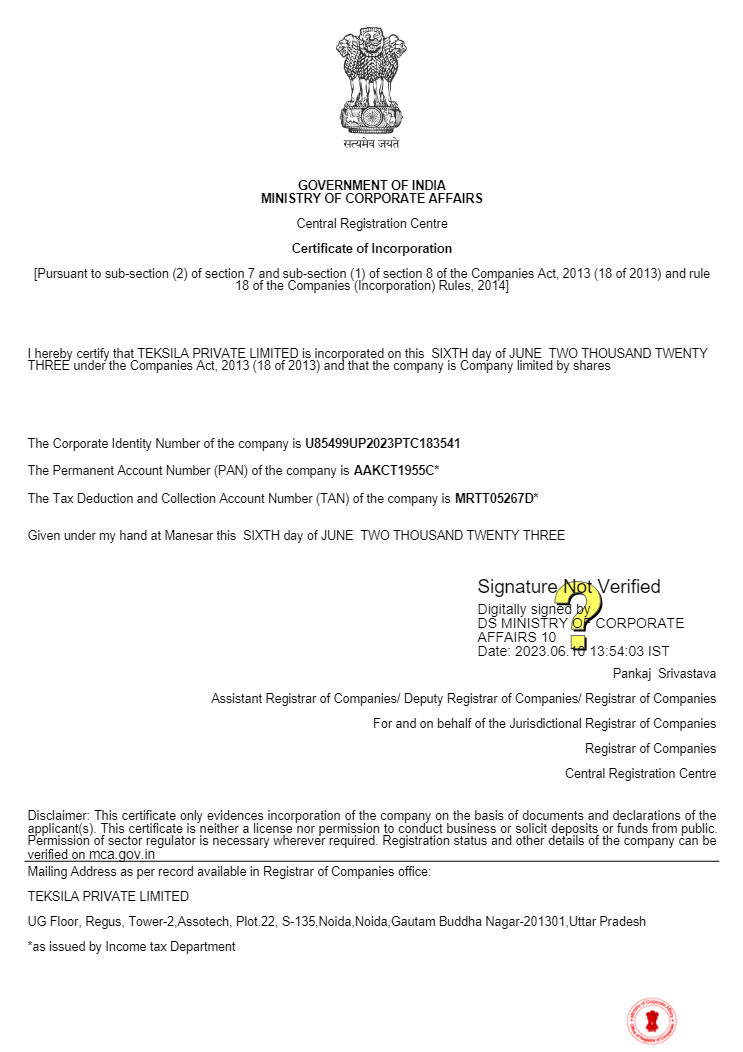 सत्यमेव जयते
GOVERNMENT OF INDIA
MINISTRY OF CORPORATE AFFAIRS
Central Registration Centre
Certificate of Incorporation
[Pursuant to sub-section (2) of section 7 and sub-section (1) of section 8 of the Companies Act, 2013 (18 of 2013) and rule
18 of the Companies (Incorporation) Rules, 2014]
I hereby certify that TEKSILA PRIVATE LIMITED is incorporated on this SIXTH day of JUNE TWO THOUSAND TWENTY
THREE under the Companies Act, 2013 (18 of 2013) and that the company is Company limited by shares
The Corporate Identity Number of the company is U85499UP2023PTC183541
The Permanent Account Number (PAN) of the company is AAKCT1955C*
The Tax Deduction and Collection Account Number (TAN) of the company is MRTT05267D*
Given under my hand at Manesar this SIXTH day of JUNE TWO THOUSAND TWENTY THREE
Signature Not Verified
Digitally signed by
DS MINISTRY OF CORPORATE
AFFAIRS 10
Date: 2023.06.10 13:54:03 IST
Pankaj Srivastava
Assistant Registrar of Companies/ Deputy Registrar of Companies/ Registrar of Companies
For and on behalf of the Jurisdictional Registrar of Companies
Registrar of Companies
Central Registration Centre
Disclaimer: This certificate only evidences incorporation of the company on the basis of documents and declarations of the
applicant(s). This certificate is neither a license nor permission to conduct business or solicit deposits or funds from public.
Permission of sector regulator is necessary wherever required. Registration status and other details of the company can be
verified on mca.gov.in
Mailing Address as per record available in Registrar of Companies office:
TEKSILA PRIVATE LIMITED
UG Floor, Regus, Tower-2,Assotech, Plot.22, S-135,Noida,Noida,Gautam Buddha Nagar-201301,Uttar Pradesh
*as issued by Income tax Department
Ministry of Corporate Affairs